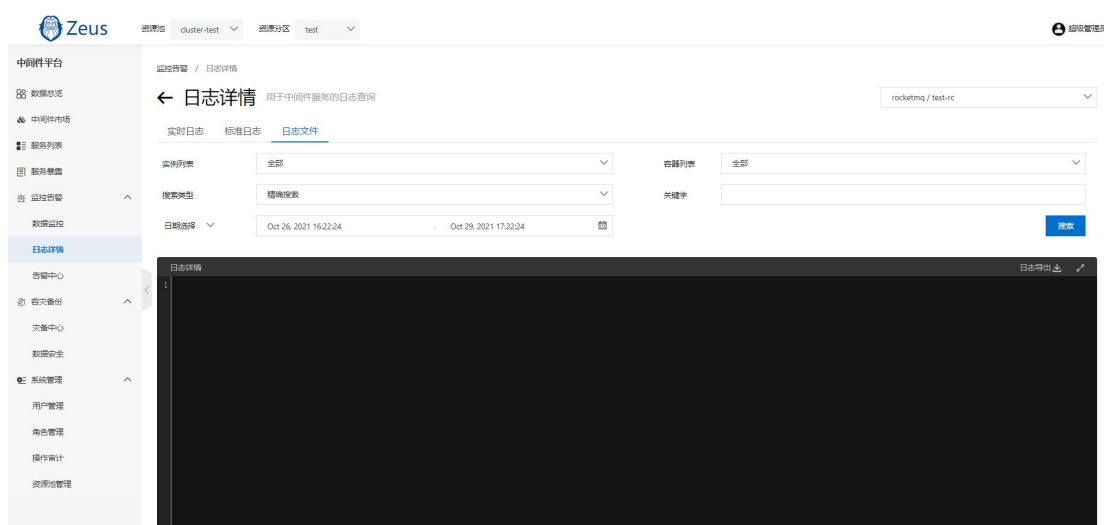 Zeus
资源池 cluster-test 资源分区 test
超级管理员
中间件平台
数据总览
中间件市场
服务列表
服务暴露
监控告警
数据监控
日志详情
告警中心
容灾备份
灾备中心
数据安全
系统管理
用户管理
角色管理
操作审计
资源池管理
监控告警 / 日志详情
← 日志详情 用于中间件服务的日志查询
rocketmq / test-rc
实时日志 标准日志 日志文件
实例列表 全部 容器列表 全部
搜索类型 精确搜索 关键字
日期选择 Oct 26, 2021 16:22:24 - Oct 29, 2021 17:22:24
搜索
日志详情 日志导出
1